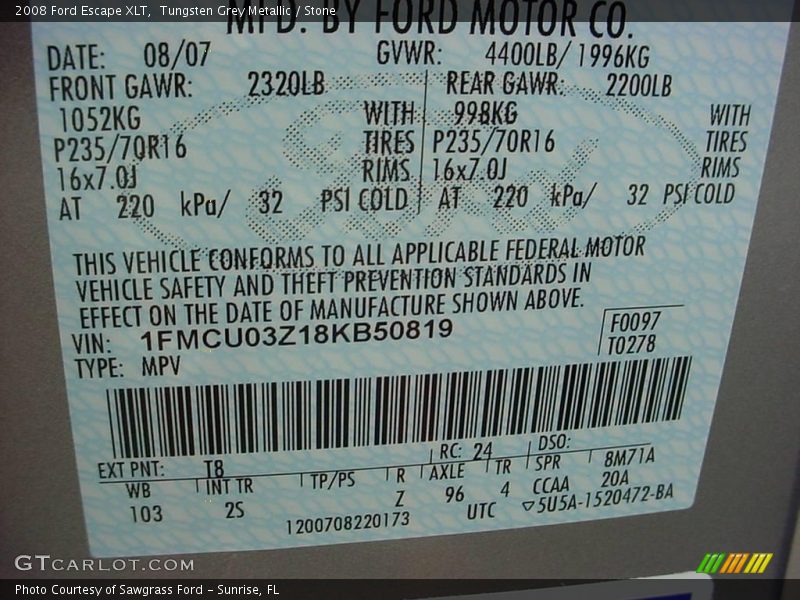 2008 Ford Escape XLT, Tungsten Grey Metallic / Stone
MFD. BY FORD MOTOR CO.
DATE: 08/07 GVWR: 4400LB/ 1996KG
FRONT GAWR: 2320LB REAR GAWR: 2200LB
1052KG WITH 998KG WITH
P235/70R16 TIRES P235/70R16 TIRES
16x7.0J RIMS 16x7.0J RIMS
AT 220 kPa/ 32 PSI COLD AT 220 kPa/ 32 PSI COLD
THIS VEHICLE CONFORMS TO ALL APPLICABLE FEDERAL MOTOR
VEHICLE SAFETY AND THEFT PREVENTION STANDARDS IN
EFFECT ON THE DATE OF MANUFACTURE SHOWN ABOVE.
VIN: 1FMCU03Z18KB50819 F0097
TYPE: MPV T0278
EXT PNT: T8 RC: 24 DSO:
WB INT TR TP/PS R AXLE TR SPR 8M71A
103 2S Z 96 4 CCAA 20A
1200708220173 UTC ▽5U5A-1520472-BA
GTCARLOT.COM
Photo Courtesy of Sawgrass Ford - Sunrise, FL